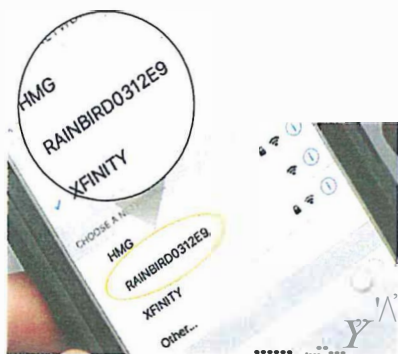 HMG
RAINBIRD0312E9
XFINITY
CHOOSE A N
HMG
RAINBIRD0312E9
XFINITY
Other...